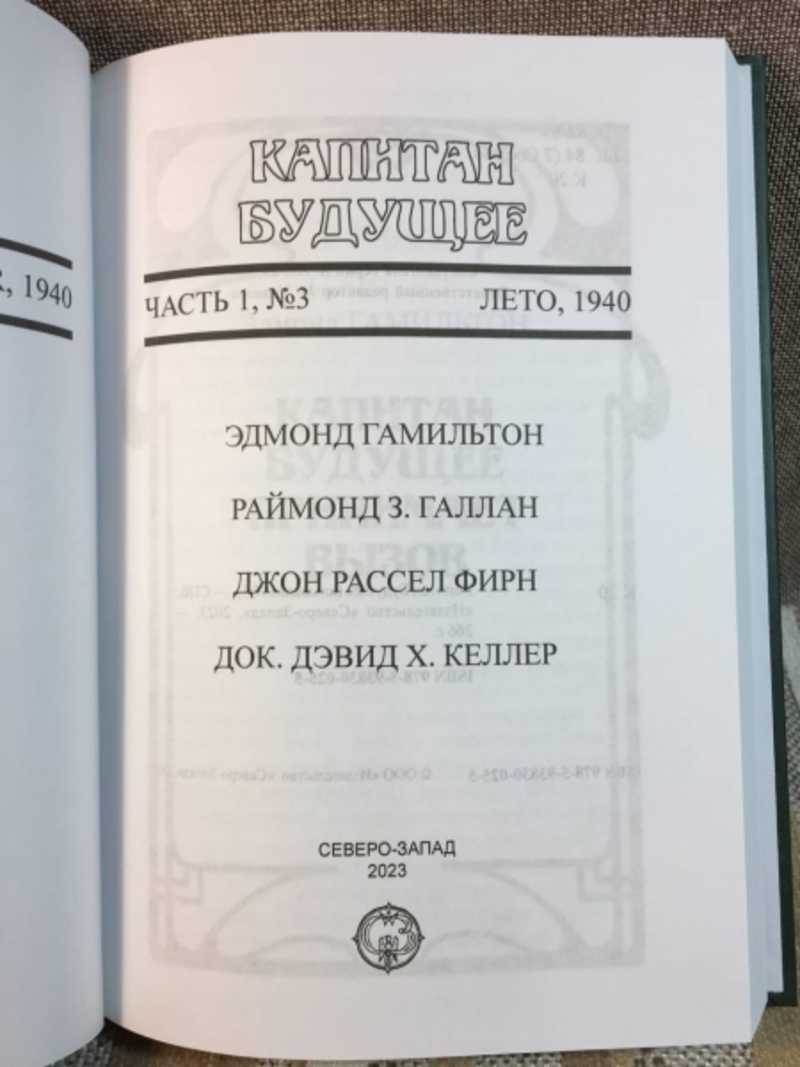 , 1940
КАПИТАН
БУДУЩЕЕ
ЧАСТЬ 1, №3 ЛЕТО, 1940
ЭДМОНД ГАМИЛЬТОН
РАЙМОНД З. ГАЛЛАН
ДЖОН РАССЕЛ ФИРН
ДОК. ДЭВИД Х. КЕЛЛЕР
СЕВЕРО-ЗАПАД
2023